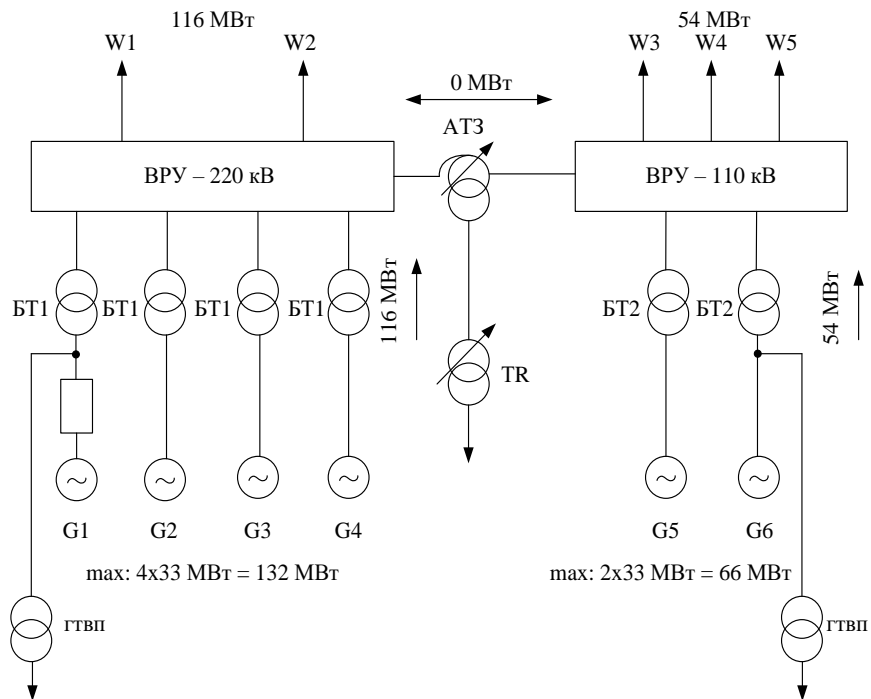 116 МВт
54 МВт
W1
W2
W3
W4
W5
0 МВт
АТЗ
ВРУ – 220 кВ
ВРУ – 110 кВ
БТ1
БТ1
БТ1
БТ1
116 МВт
БТ2
БТ2
54 МВт
TR
G1
G2
G3
G4
G5
G6
max: 4x33 МВт = 132 МВт
max: 2x33 МВт = 66 МВт
гтвп
гтвп